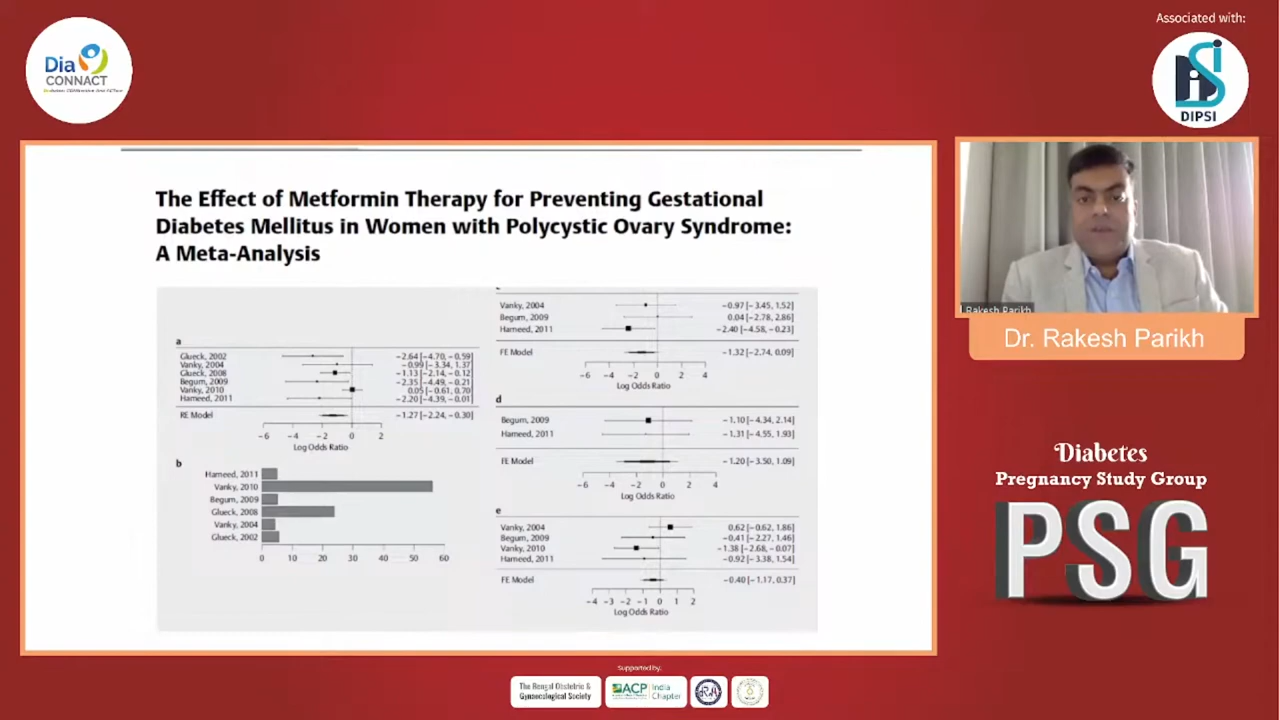 Associated with:
Dia
CONNACT
DIPSI
The Effect of Metformin Therapy for Preventing Gestational
Diabetes Mellitus in Women with Polycystic Ovary Syndrome:
A Meta-Analysis
a
Glueck, 2002 −2.64 [−4.70, −0.59]
Vanky, 2004 −0.99 [−3.34, 1.37]
Glueck, 2008 −1.13 [−2.14, −0.12]
Begum, 2009 −2.35 [−4.49, −0.21]
Vanky, 2010 0.05 [−0.61, 0.70]
Hameed, 2011 −2.20 [−4.39, −0.01]
RE Model −1.27 [−2.24, −0.30]
−6 −4 −2 0 2
Log Odds Ratio
b
Hameed, 2011
Vanky, 2010
Begum, 2009
Glueck, 2008
Vanky, 2004
Glueck, 2002
0 10 20 30 40 50 60
Vanky, 2004 −0.97 [−3.45, 1.52]
Begum, 2009 0.04 [−2.78, 2.86]
Hameed, 2011 −2.40 [−4.58, −0.23]
FE Model −1.32 [−2.74, 0.09]
−6 −4 −2 0 2 4
Log Odds Ratio
d
Begum, 2009 −1.10 [−4.34, 2.14]
Hameed, 2011 −1.31 [−4.55, 1.93]
FE Model −1.20 [−3.50, 1.09]
−6 −4 −2 0 2 4
Log Odds Ratio
e
Vanky, 2004 0.62 [−0.62, 1.86]
Begum, 2009 −0.41 [−2.27, 1.46]
Vanky, 2010 −1.38 [−2.68, −0.07]
Hameed, 2011 −0.92 [−3.38, 1.54]
FE Model −0.40 [−1.17, 0.37]
−4 −3 −2 −1 0 1 2
Log Odds Ratio
Rakesh Parikh
Dr. Rakesh Parikh
Diabetes
Pregnancy Study Group
PSG
Supported by:
The Bengal Obstetric &
Gynaecological Society
ACP India
Chapter